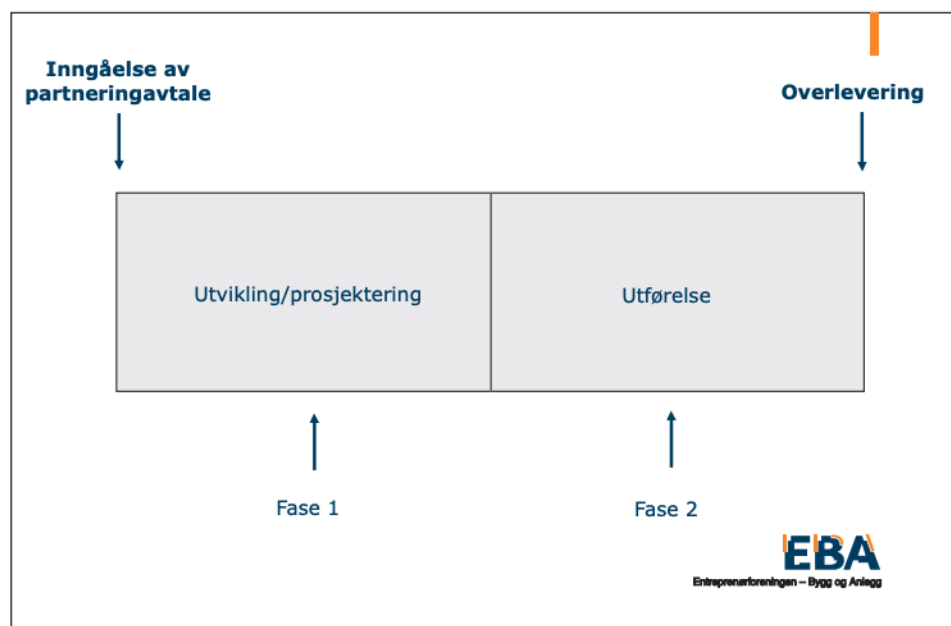 Inngåelse av
partneringavtale
Overlevering
Utvikling/prosjektering
Utførelse
Fase 1
Fase 2
EBA
Entreprenørforeningen – Bygg og Anlegg